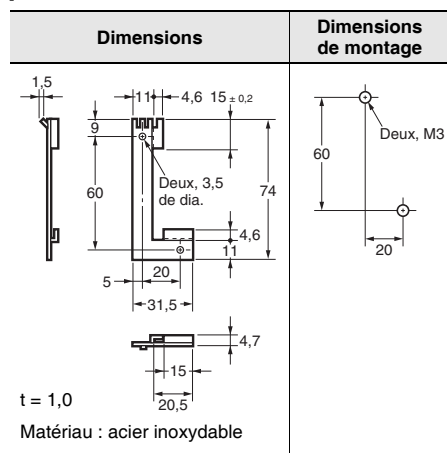 Dimensions
Dimensions
de montage
1,5
11
4,6
15 ± 0,2
9
60
Deux, 3,5
de dia.
74
4,6
11
5
20
31,5
4,7
15
20,5
t = 1,0
Matériau : acier inoxydable
Deux, M3
60
20